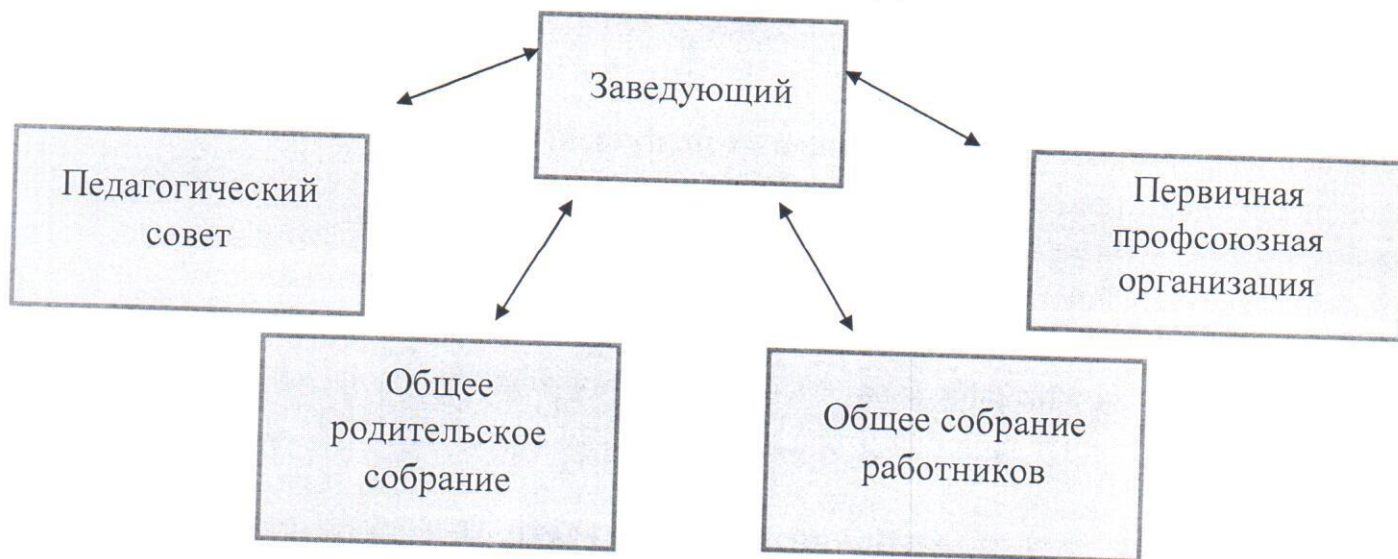 Заведующий
Педагогический
совет
Первичная
профсоюзная
организация
Общее
родительское
собрание
Общее собрание
работников